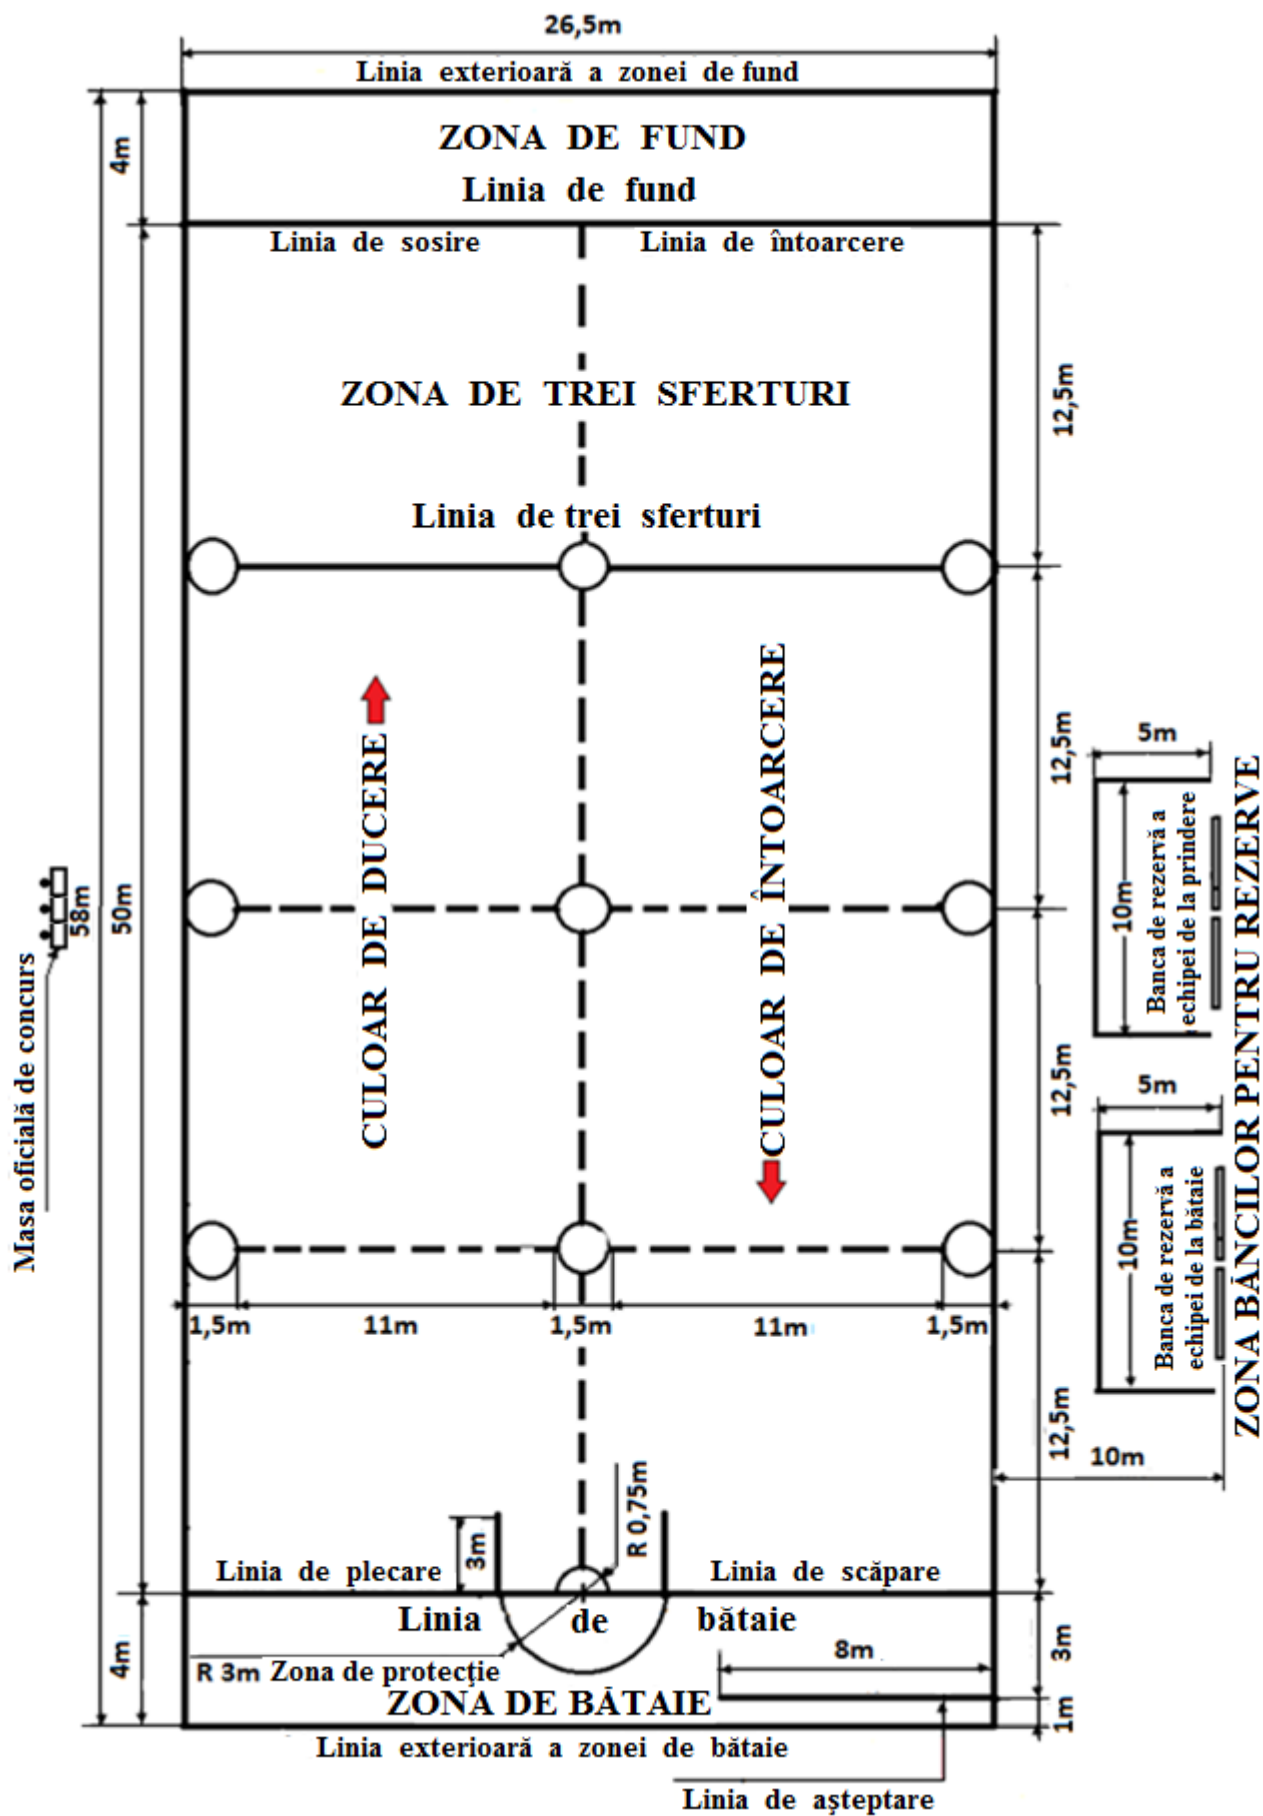 26,5m
Linia exterioară a zonei de fund
ZONA DE FUND
4m
Linia de fund
Linia de sosire
Linia de întoarcere
12,5m
ZONA DE TREI SFERTURI
Linia de trei sferturi
CULOAR DE DUCERE
CULOAR DE ÎNTOARCERE
12,5m
58m
50m
Masa oficială de concurs
5m
10m
Banca de rezervă a
echipei de la prindere
ZONA BĂNCILOR PENTRU REZERVE
12,5m
5m
10m
Banca de rezervă a
echipei de la bătaie
1,5m
11m
1,5m
11m
1,5m
12,5m
10m
3m
R 0,75m
Linia de plecare
Linia de scăpare
Linia de bătaie
4m
R 3m Zona de protecţie
8m
3m
ZONA DE BĂTAIE
1m
Linia exterioară a zonei de bătaie
Linia de aşteptare